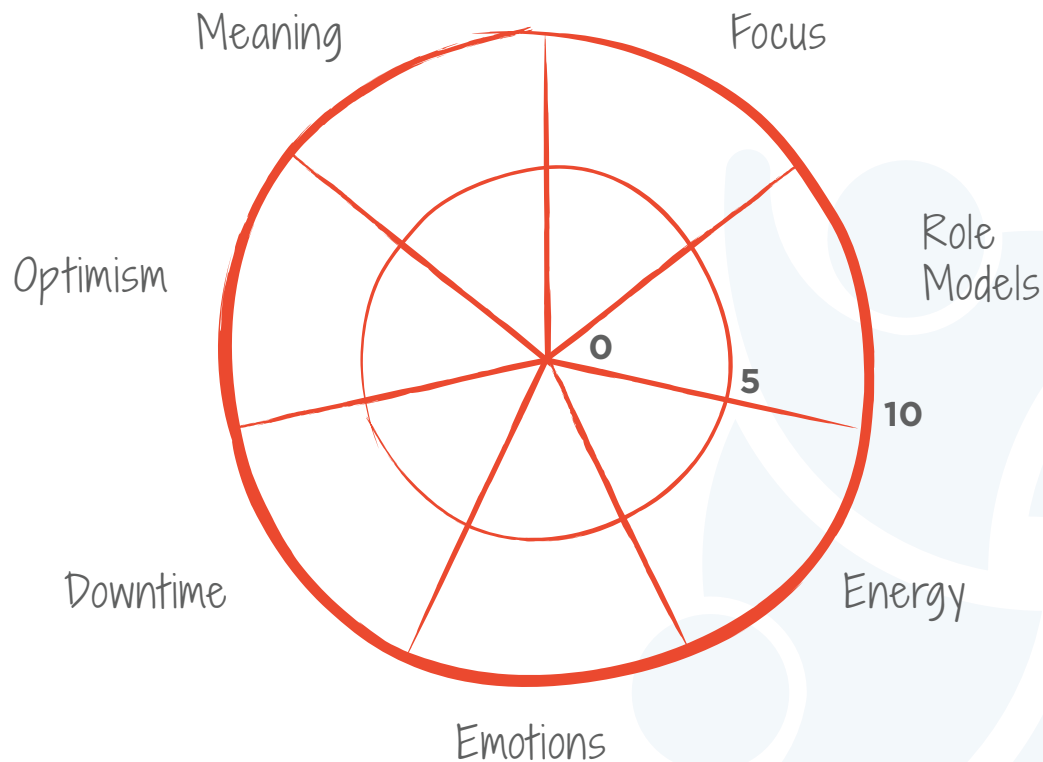 Meaning
Focus
Role
Models
Optimism
0
5
10
Downtime
Energy
Emotions